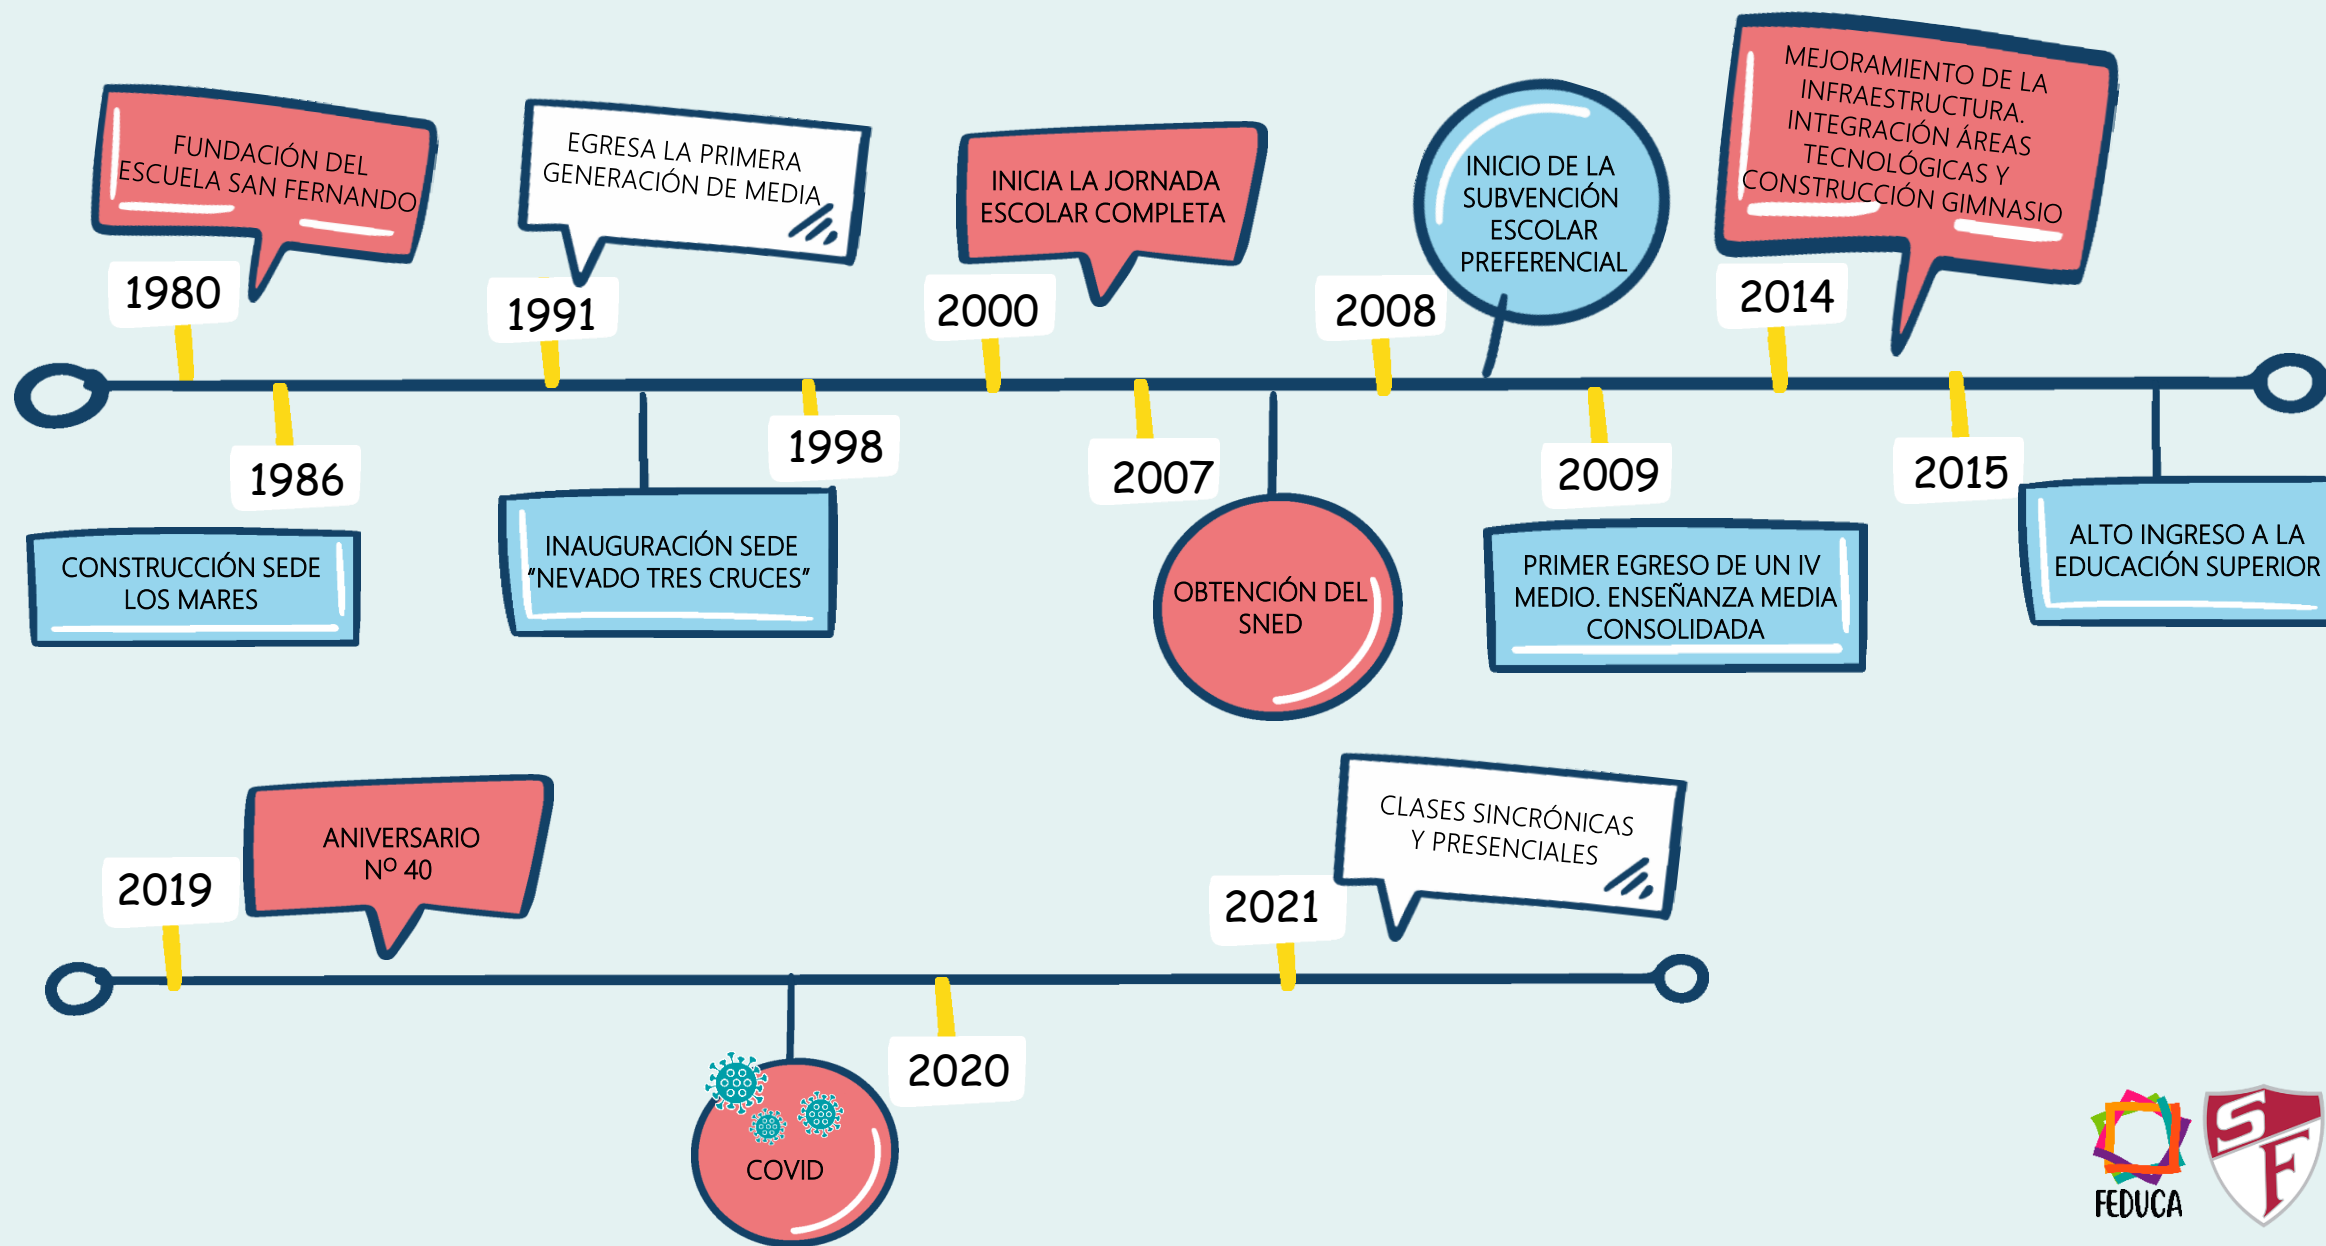 1980
FUNDACIÓN DEL
ESCUELA SAN FERNANDO
1986
CONSTRUCCIÓN SEDE
LOS MARES
1991
EGRESA LA PRIMERA
GENERACIÓN DE MEDIA
1998
INAUGURACIÓN SEDE
“NEVADO TRES CRUCES”
2000
INICIA LA JORNADA
ESCOLAR COMPLETA
2007
OBTENCIÓN DEL
SNED
2008
INICIO DE LA
SUBVENCIÓN
ESCOLAR
PREFERENCIAL
2009
PRIMER EGRESO DE UN IV
MEDIO. ENSEÑANZA MEDIA
CONSOLIDADA
2014
MEJORAMIENTO DE LA
INFRAESTRUCTURA.
INTEGRACIÓN ÁREAS
TECNOLÓGICAS Y
CONSTRUCCIÓN GIMNASIO
2015
ALTO INGRESO A LA
EDUCACIÓN SUPERIOR
2019
ANIVERSARIO
Nº 40
2020
COVID
2021
CLASES SINCRÓNICAS
Y PRESENCIALES
FEDUCA
SF